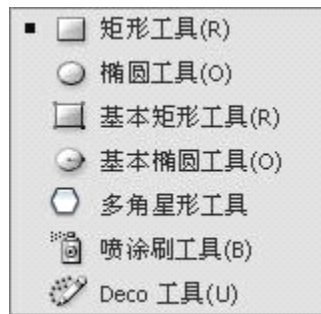 矩形工具(R)
椭圆工具(O)
基本矩形工具(R)
基本椭圆工具(O)
多角星形工具
喷涂刷工具(B)
Deco 工具(U)